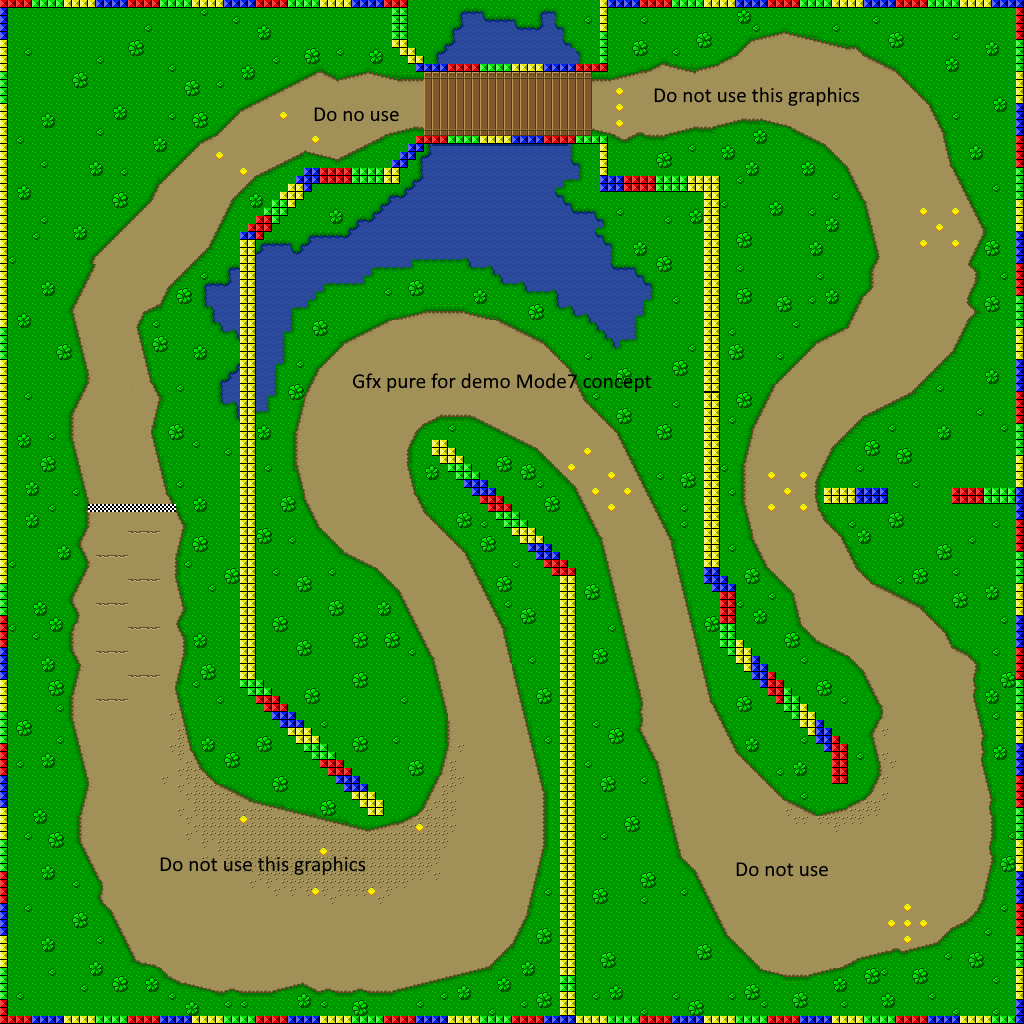 Do not use this graphics
Do no use
Gfx pure for demo Mode7 concept
Do not use this graphics
Do not use